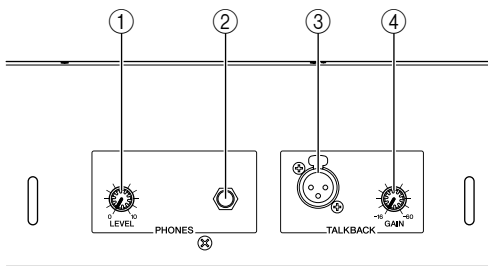 ① ② ③ ④
0 10 -16 -60
LEVEL GAIN
PHONES TALKBACK